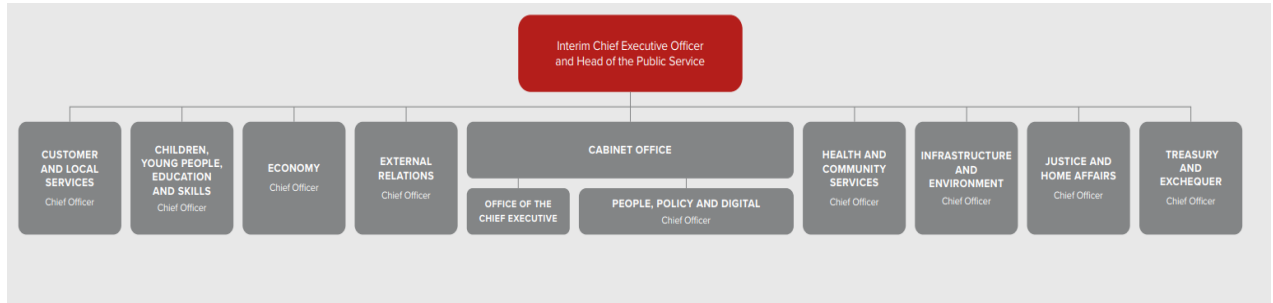 Interim Chief Executive Officer
and Head of the Public Service
CUSTOMER
AND LOCAL
SERVICES
Chief Officer
CHILDREN,
YOUNG PEOPLE,
EDUCATION
AND SKILLS
Chief Officer
ECONOMY
Chief Officer
EXTERNAL
RELATIONS
Chief Officer
CABINET OFFICE
OFFICE OF THE
CHIEF EXECUTIVE
PEOPLE, POLICY AND DIGITAL
Chief Officer
HEALTH AND
COMMUNITY
SERVICES
Chief Officer
INFRASTRUCTURE
AND
ENVIRONMENT
Chief Officer
JUSTICE AND
HOME AFFAIRS
Chief Officer
TREASURY
AND
EXCHEQUER
Chief Officer